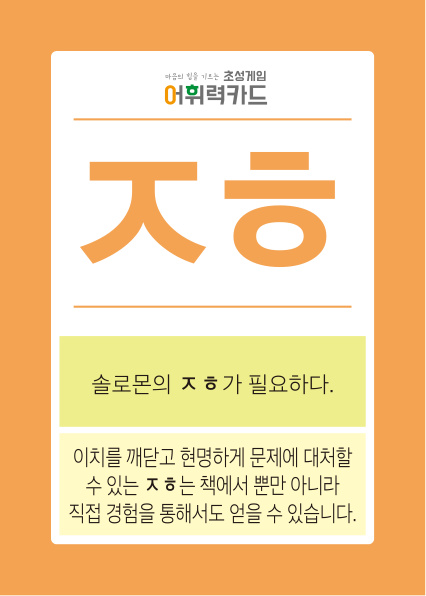 마음의 힘을 기르는 초성게임
어휘력카드
ㅈㅎ
솔로몬의 ㅈㅎ가 필요하다.
이치를 깨닫고 현명하게 문제에 대처할
수 있는 ㅈㅎ는 책에서 뿐만 아니라
직접 경험을 통해서도 얻을 수 있습니다.